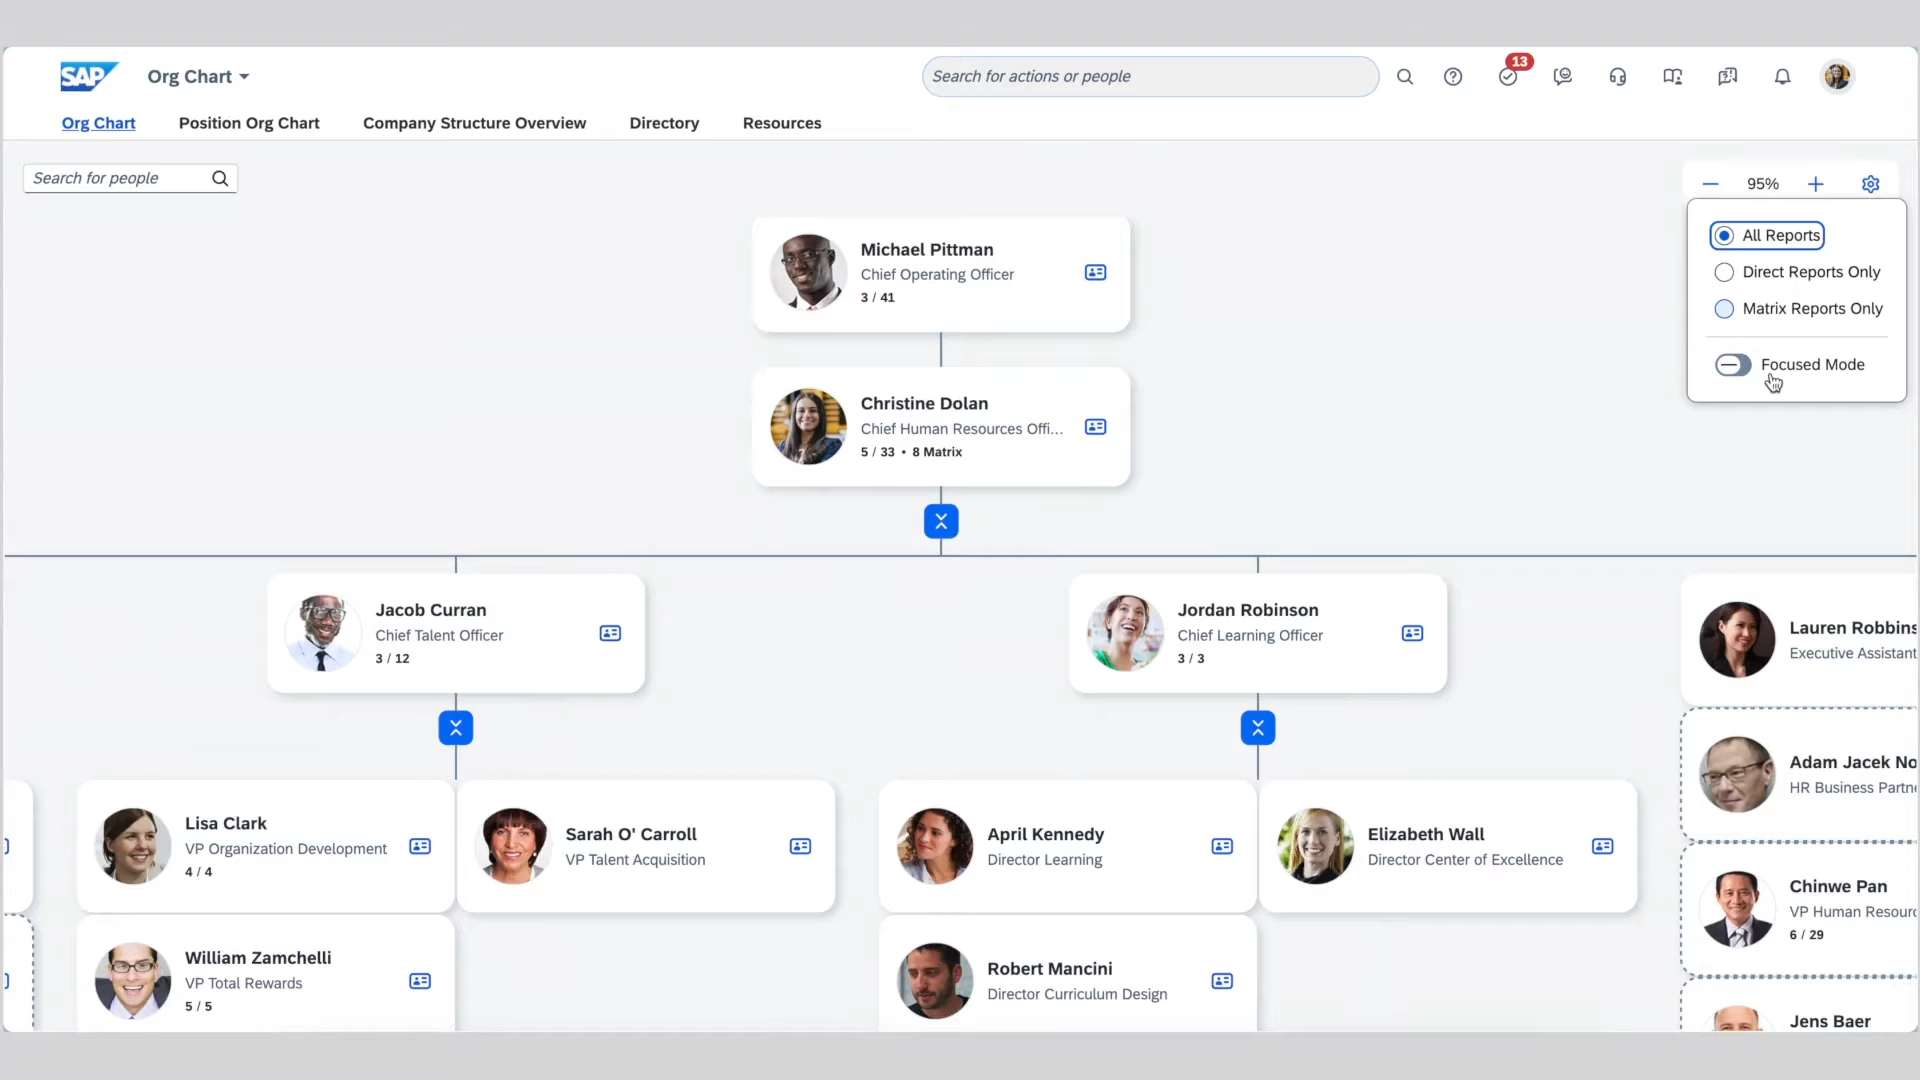 SAP
Org Chart
Search for actions or people
13
Org Chart
Position Org Chart
Company Structure Overview
Directory
Resources
Search for people
95%
All Reports
Direct Reports Only
Matrix Reports Only
Focused Mode
Michael Pittman
Chief Operating Officer
3 / 41
Christine Dolan
Chief Human Resources Offi...
5 / 33 • 8 Matrix
Jacob Curran
Chief Talent Officer
3 / 12
Jordan Robinson
Chief Learning Officer
3 / 3
Lauren Robbins
Executive Assistant
Adam Jacek No
HR Business Partne
Chinwe Pan
VP Human Resourc
6 / 29
Jens Baer
Lisa Clark
VP Organization Development
4 / 4
Sarah O' Carroll
VP Talent Acquisition
April Kennedy
Director Learning
Elizabeth Wall
Director Center of Excellence
William Zamchelli
VP Total Rewards
5 / 5
Robert Mancini
Director Curriculum Design